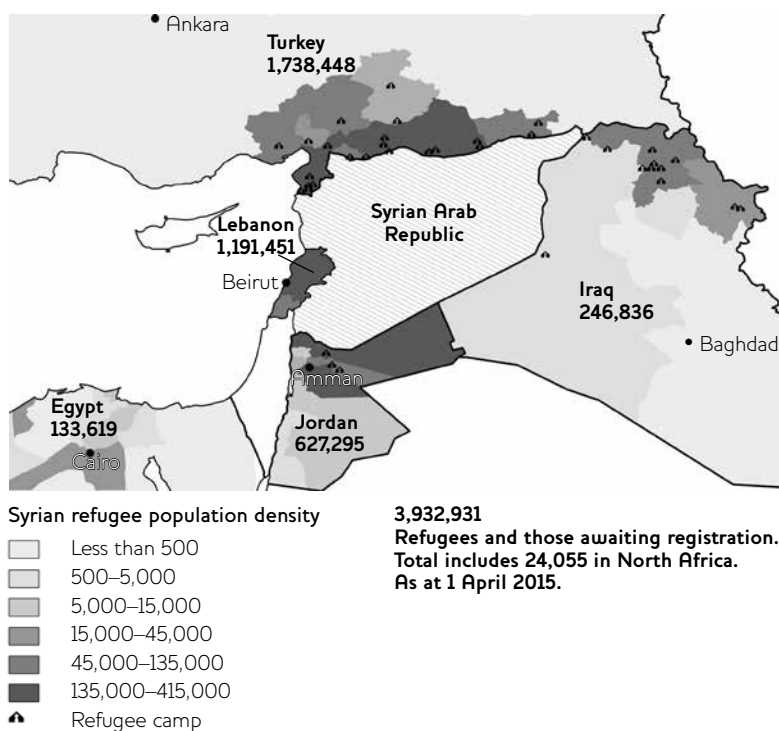 Ankara
Turkey
1,738,448
Lebanon
1,191,451
Syrian Arab
Republic
Beirut
Iraq
246,836
Baghdad
Amman
Egypt
133,619
Cairo
Jordan
627,295
Syrian refugee population density
Less than 500
500–5,000
5,000–15,000
15,000–45,000
45,000–135,000
135,000–415,000
Refugee camp
3,932,931
Refugees and those awaiting registration.
Total includes 24,055 in North Africa.
As at 1 April 2015.